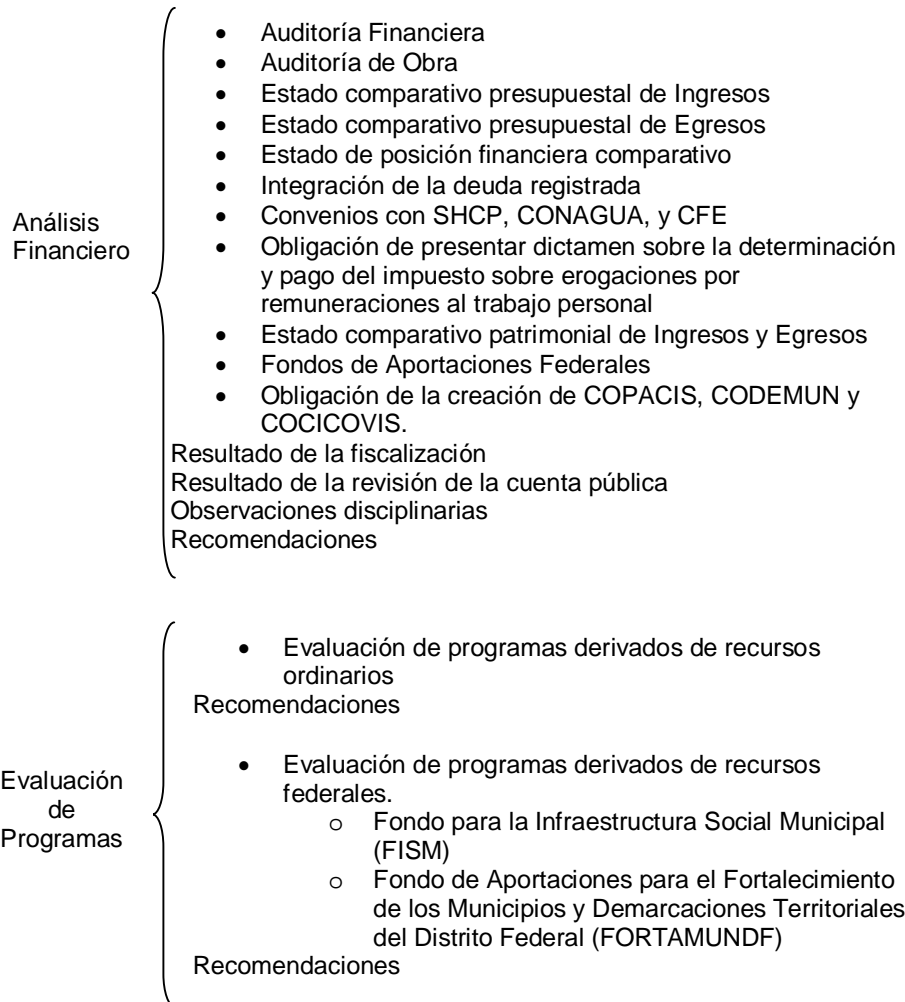 • Auditoría Financiera
• Auditoría de Obra
• Estado comparativo presupuestal de Ingresos
• Estado comparativo presupuestal de Egresos
• Estado de posición financiera comparativo
• Integración de la deuda registrada
Análisis
Financiero
• Convenios con SHCP, CONAGUA, y CFE
• Obligación de presentar dictamen sobre la determinación
y pago del impuesto sobre erogaciones por
remuneraciones al trabajo personal
• Estado comparativo patrimonial de Ingresos y Egresos
• Fondos de Aportaciones Federales
• Obligación de la creación de COPACIS, CODEMUN y
COCICOVIS.
Resultado de la fiscalización
Resultado de la revisión de la cuenta pública
Observaciones disciplinarias
Recomendaciones
• Evaluación de programas derivados de recursos
ordinarios
Recomendaciones
Evaluación
de
Programas
• Evaluación de programas derivados de recursos
federales.
o Fondo para la Infraestructura Social Municipal
(FISM)
o Fondo de Aportaciones para el Fortalecimiento
de los Municipios y Demarcaciones Territoriales
del Distrito Federal (FORTAMUNDF)
Recomendaciones